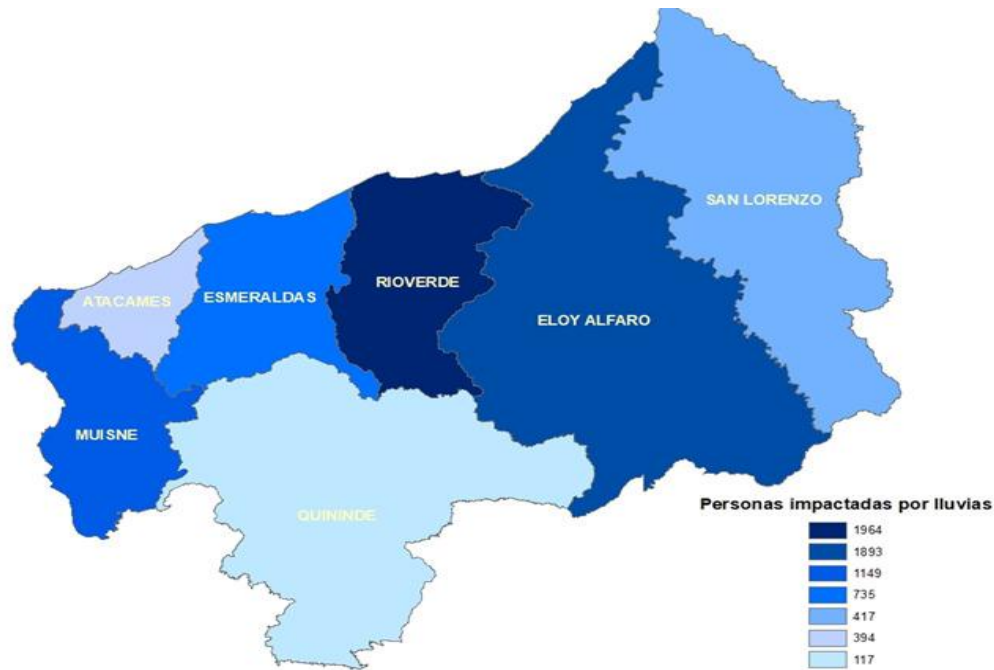 SAN LORENZO
RIOVERDE
ATACAMES
ESMERALDAS
ELOY ALFARO
MUISNE
QUININDE
Personas impactadas por lluvias
1964
1893
1149
735
417
394
117